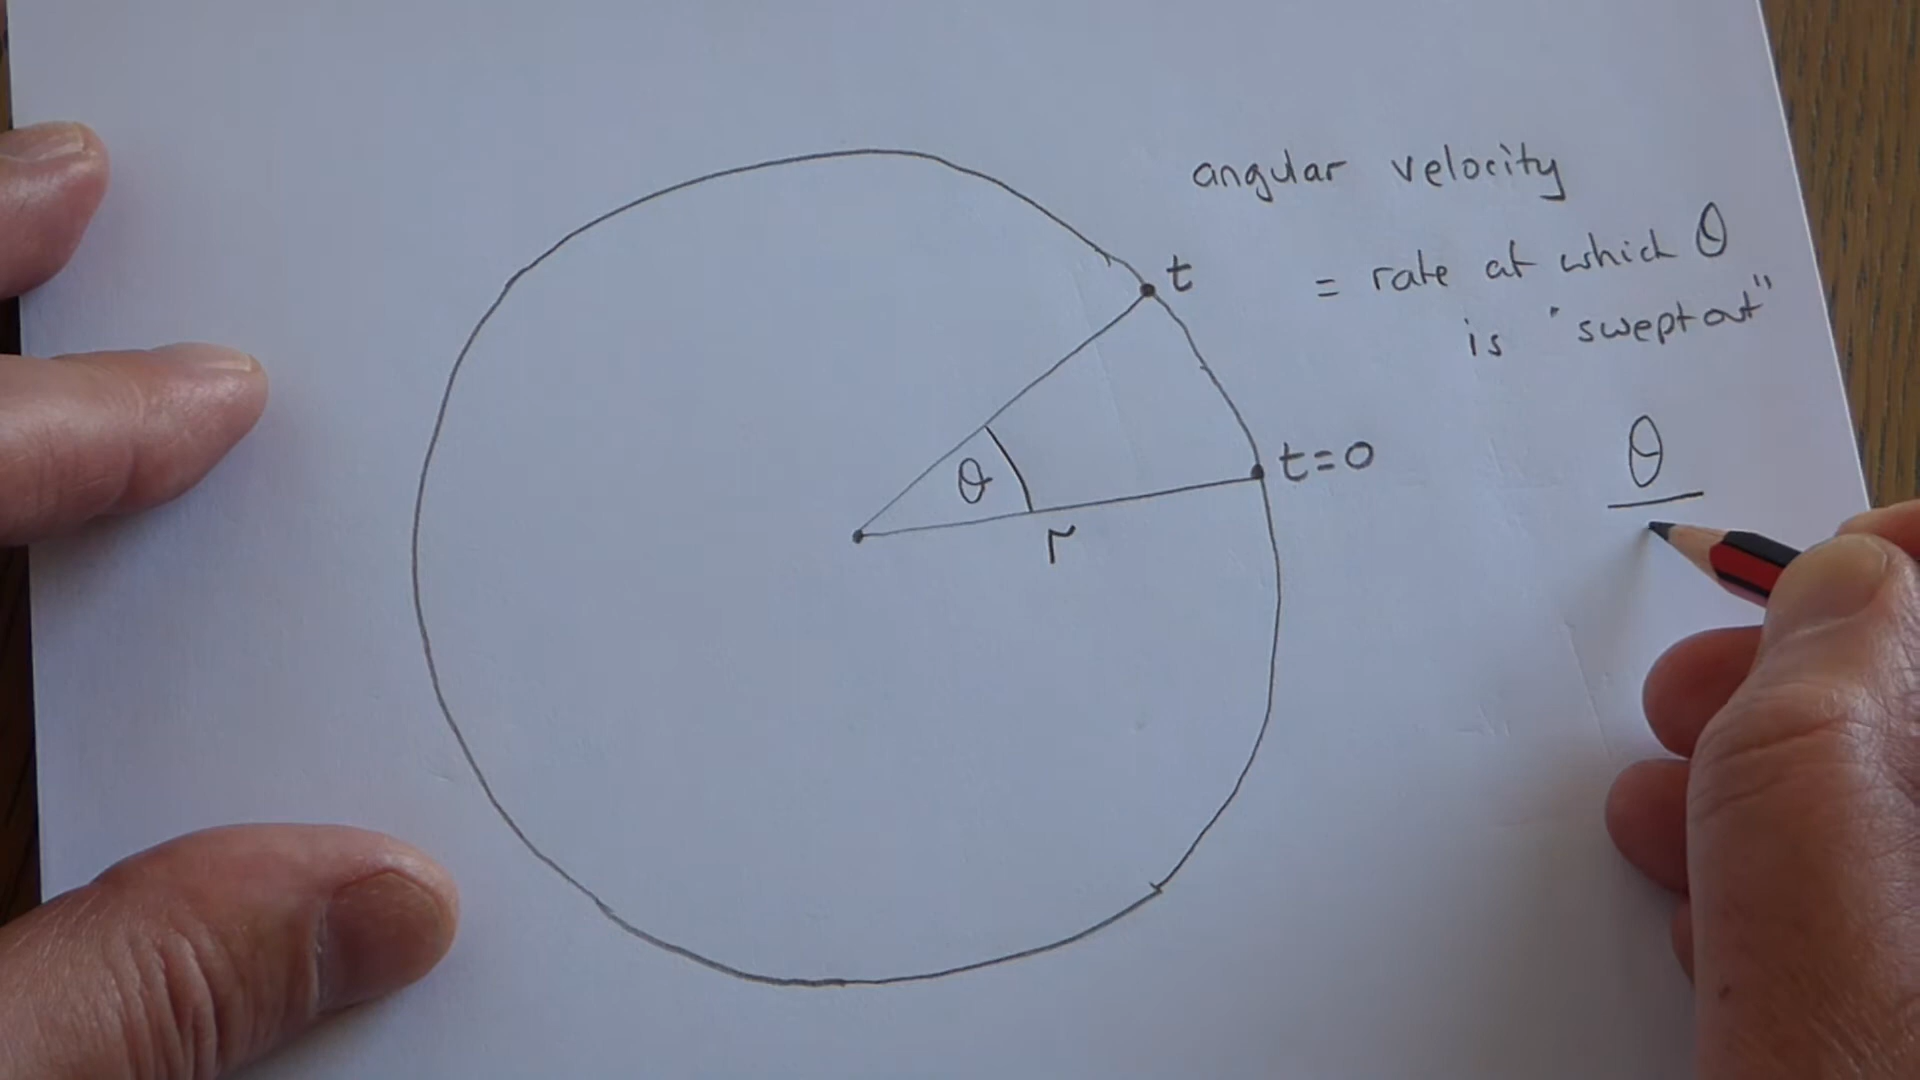 angular velocity
= rate at which θ
is "swept out"
t
t=0
θ
r
θ